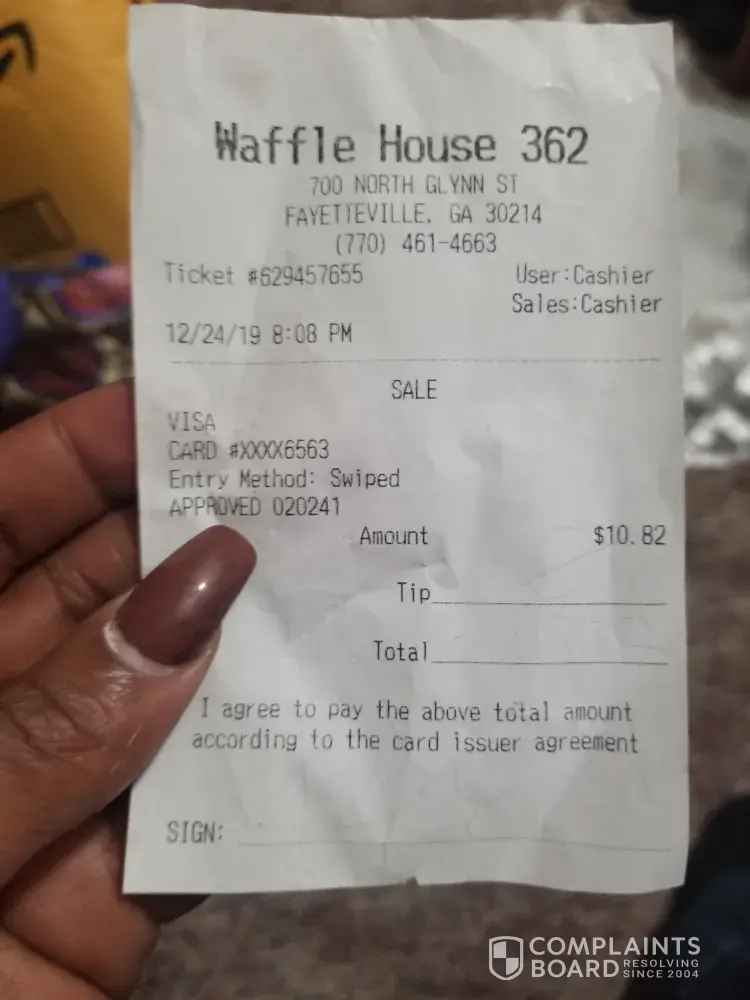 Waffle House 362
700 NORTH GLYNN ST
FAYETTEVILLE, GA 30214
(770) 461-4663
Ticket #629457655 User:Cashier
Sales:Cashier
12/24/19 8:08 PM
SALE
VISA
CARD #XXXX6563
Entry Method: Swiped
APPROVED 020241
Amount $10.82
Tip
Total
I agree to pay the above total amount
according to the card issuer agreement
SIGN:
COMPLAINTS
BOARD RESOLVING
SINCE 2004